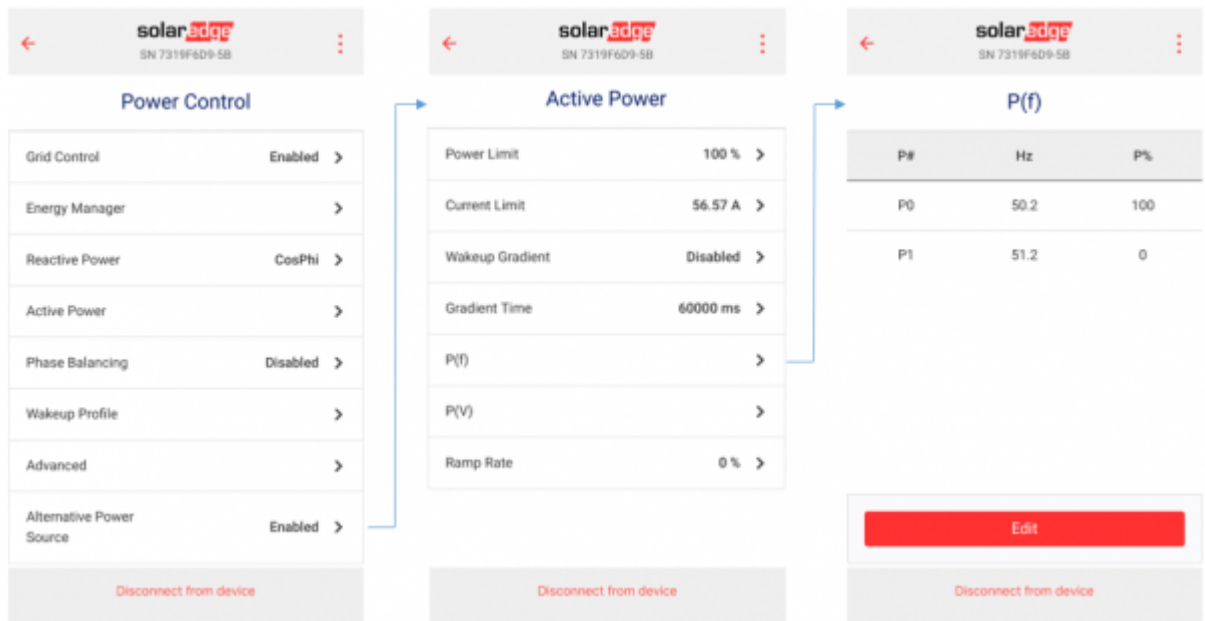 solaredge
SN 7319F6D9-5B
Power Control
Grid Control Enabled
Energy Manager
Reactive Power CosPhi
Active Power
Phase Balancing Disabled
Wakeup Profile
Advanced
Alternative Power
Source
Enabled
Disconnect from device
solaredge
SN 7319F6D9-5B
Active Power
Power Limit 100 %
Current Limit 56.57 A
Wakeup Gradient Disabled
Gradient Time 60000 ms
P(f)
P(V)
Ramp Rate 0 %
Disconnect from device
solaredge
SN 7319F6D9-5B
P(f)
P# Hz P%
P0 50.2 100
P1 51.2 0
Edit
Disconnect from device